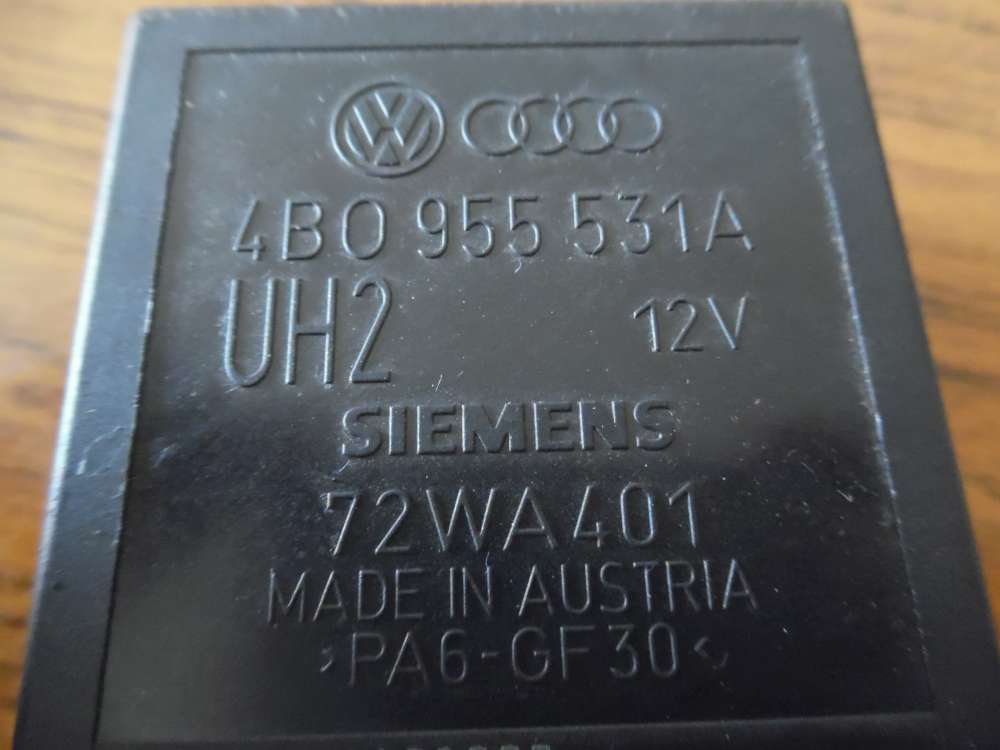 4B0 955 531A
UH2 12V
SIEMENS
72WA401
MADE IN AUSTRIA
>PA6-GF30<